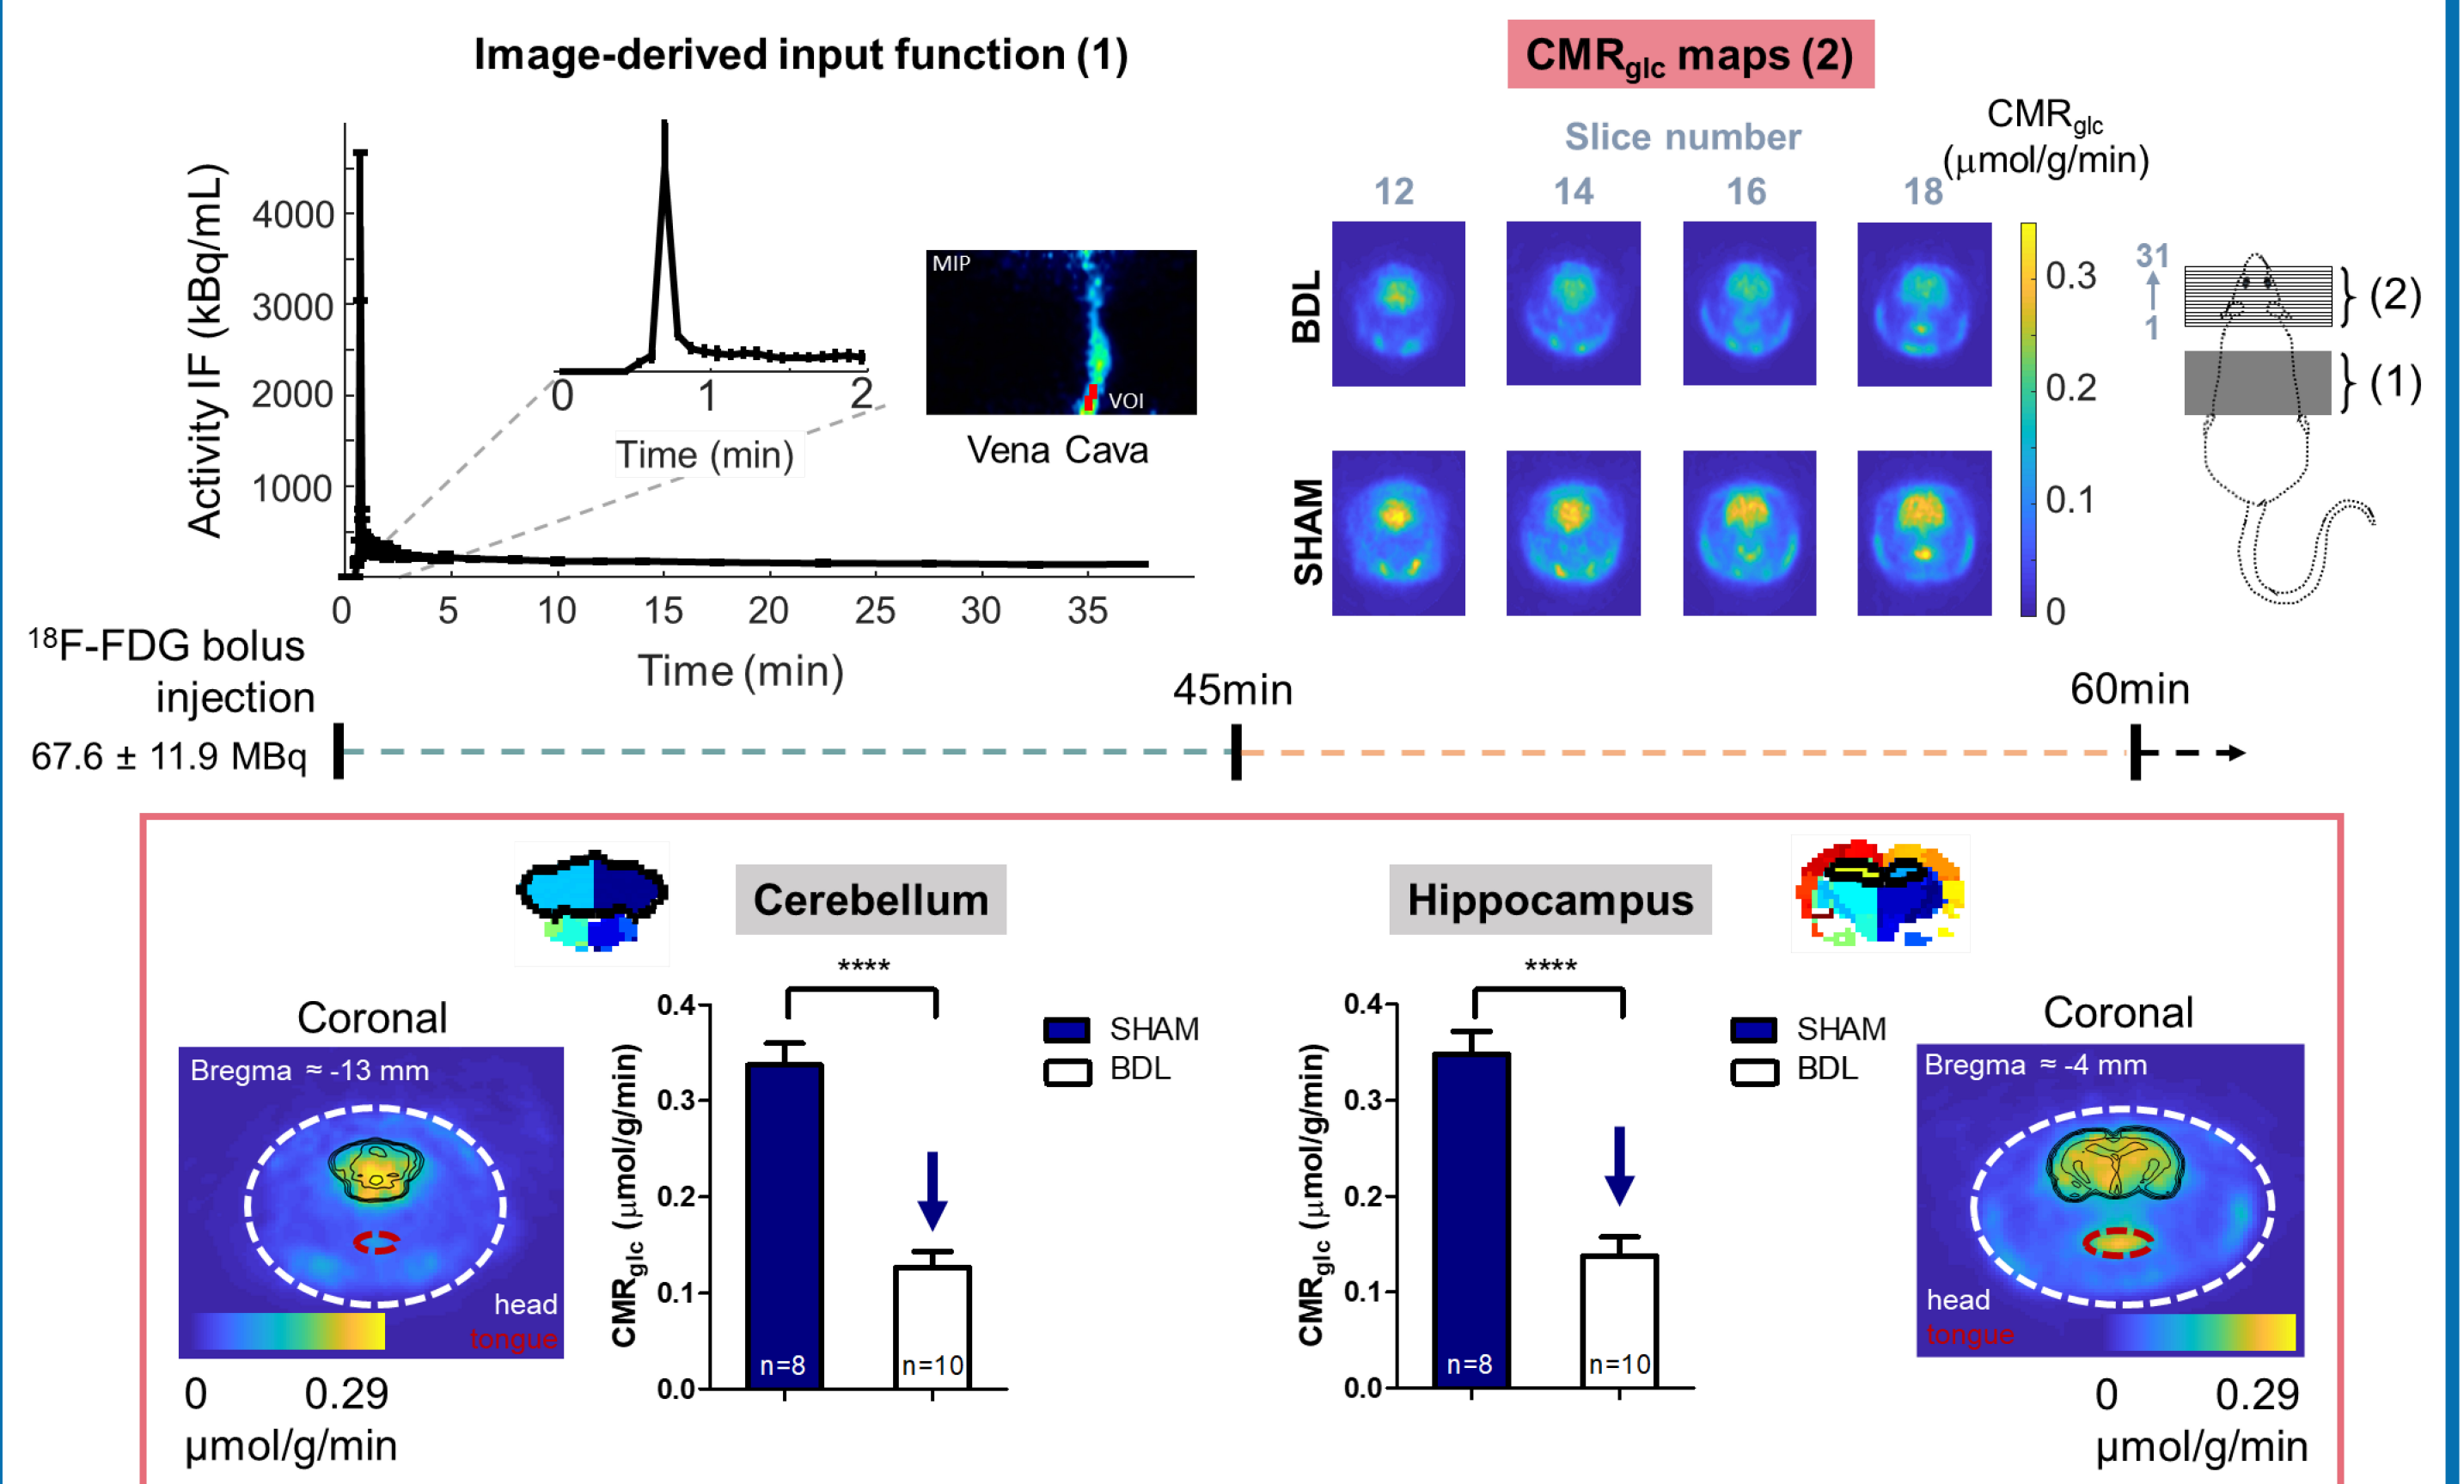 Image-derived input function (1)
Activity IF (kBq/mL)
4000
3000
2000
1000
0 5 10 15 20 25 30 35
Time (min)
0 1 2
Time (min)
MIP
VOI
Vena Cava
CMRglc maps (2)
Slice number
12 14 16 18
CMRglc
(μmol/g/min)
BDL
SHAM
0.3
0.2
0.1
0
31
1
(2)
(1)
18F-FDG bolus
injection
67.6 ± 11.9 MBq
45min
60min
Cerebellum
Coronal
Bregma ≈ -13 mm
head
tongue
0 0.29
µmol/g/min
CMRglc (μmol/g/min)
0.4
0.3
0.2
0.1
0.0
****
n=8
n=10
SHAM
BDL
Hippocampus
CMRglc (μmol/g/min)
0.4
0.3
0.2
0.1
0.0
****
n=8
n=10
SHAM
BDL
Coronal
Bregma ≈ -4 mm
head
tongue
0 0.29
µmol/g/min